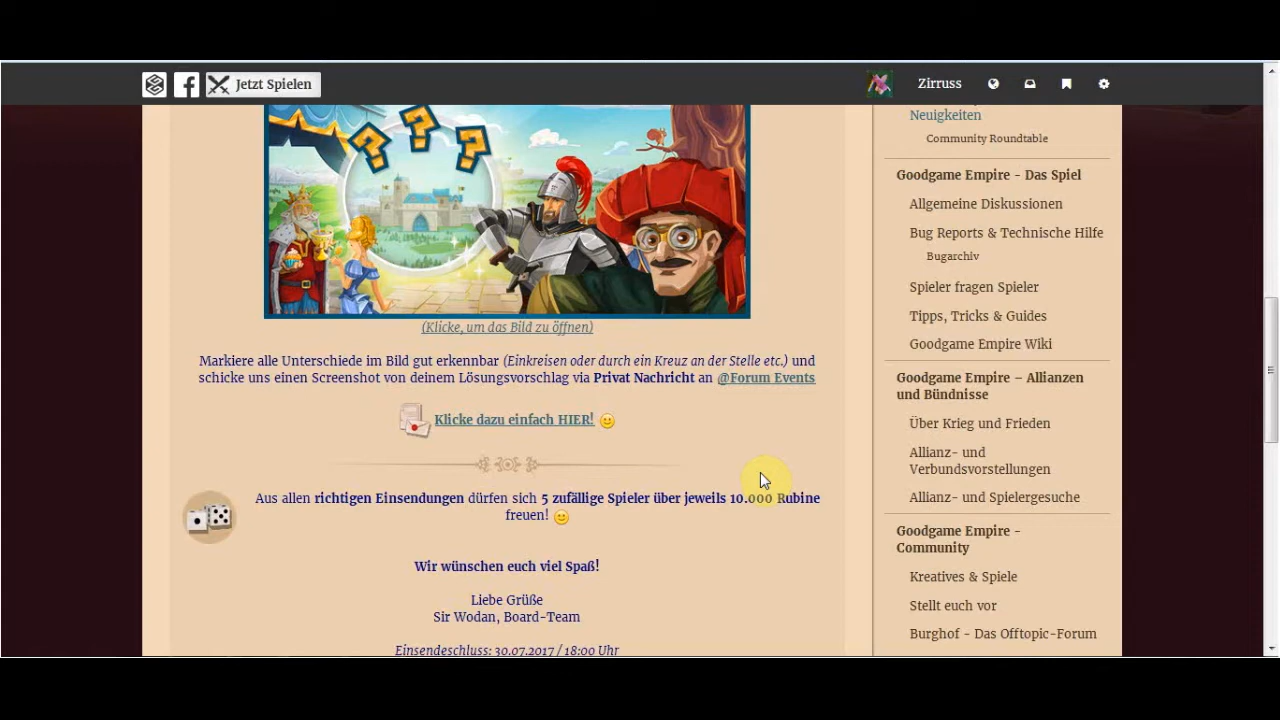 Jetzt Spielen
Zirruss
???
(Klicke, um das Bild zu öffnen)
Markiere alle Unterschiede im Bild gut erkennbar (Einkreisen oder durch ein Kreuz an der Stelle etc.) und
schicke uns einen Screenshot von deinem Lösungsvorschlag via Privat Nachricht an @Forum Events
Klicke dazu einfach HIER!
Aus allen richtigen Einsendungen dürfen sich 5 zufällige Spieler über jeweils 10.000 Rubine
freuen!
Wir wünschen euch viel Spaß!
Liebe Grüße
Sir Wodan, Board-Team
Einsendeschluss: 30.07.2017 / 18:00 Uhr
Neuigkeiten
Community Roundtable
Goodgame Empire - Das Spiel
Allgemeine Diskussionen
Bug Reports & Technische Hilfe
Bugarchiv
Spieler fragen Spieler
Tipps, Tricks & Guides
Goodgame Empire Wiki
Goodgame Empire – Allianzen
und Bündnisse
Über Krieg und Frieden
Allianz- und
Verbundsvorstellungen
Allianz- und Spielergesuche
Goodgame Empire -
Community
Kreatives & Spiele
Stellt euch vor
Burghof - Das Offtopic-Forum